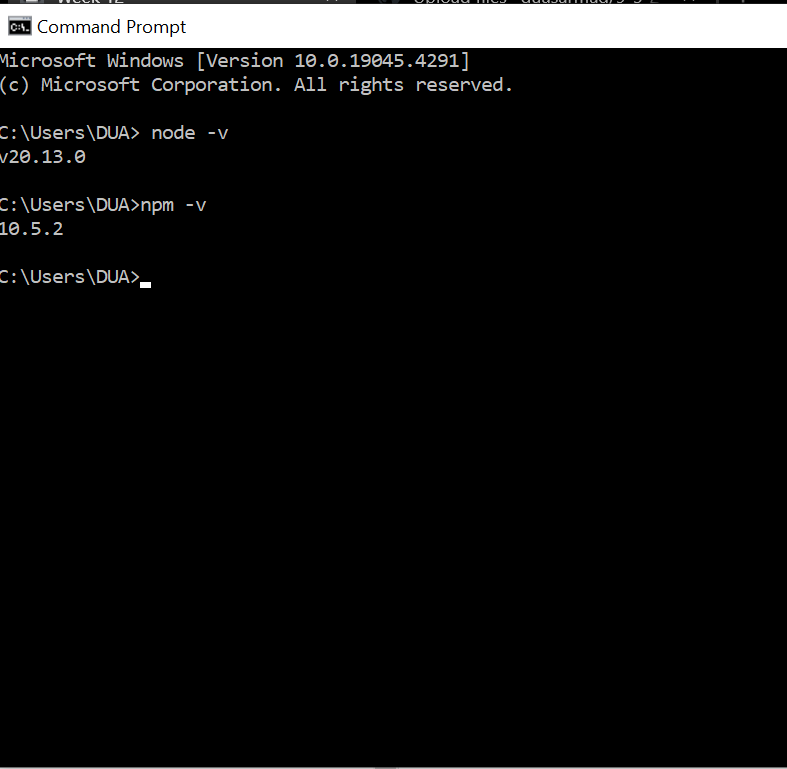 Command Prompt
Microsoft Windows [Version 10.0.19045.4291]
(c) Microsoft Corporation. All rights reserved.
C:\Users\DUA> node -v
v20.13.0
C:\Users\DUA>npm -v
10.5.2
C:\Users\DUA>